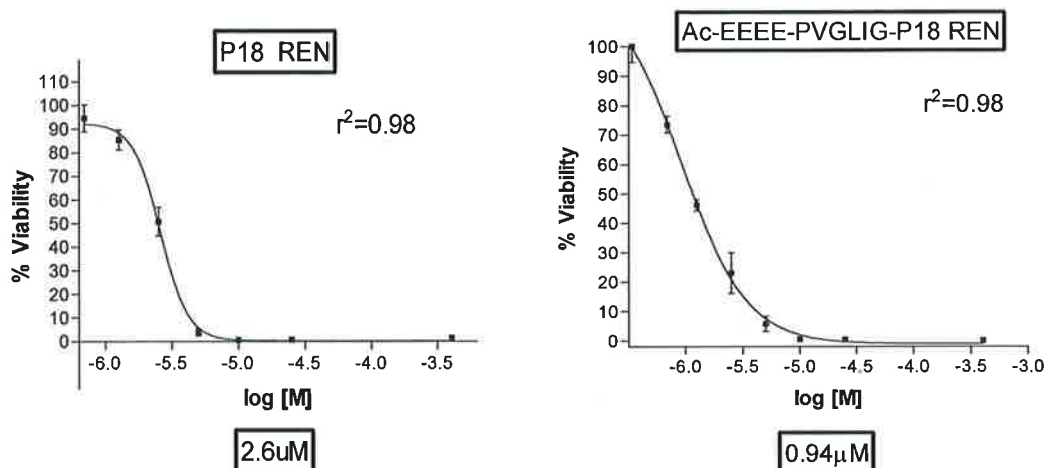 P18 REN
r²=0.98
% Viability
110
100
90
80
70
60
50
40
30
20
10
0
-6.0 -5.5 -5.0 -4.5 -4.0 -3.5
log [M]
2.6uM
Ac-EEEE-PVGLIG-P18 REN
r²=0.98
% Viability
100
90
80
70
60
50
40
30
20
10
0
-6.0 -5.5 -5.0 -4.5 -4.0 -3.5 -3.0
log [M]
0.94μM